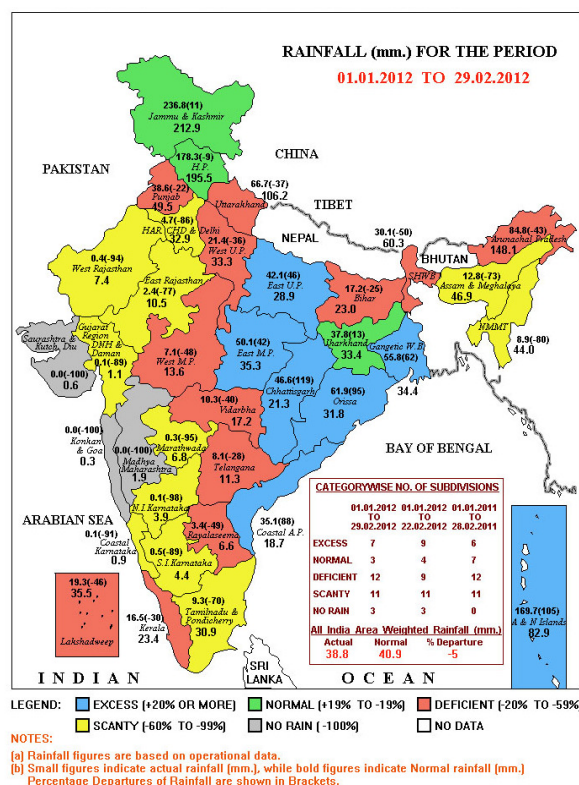 RAINFALL (mm.) FOR THE PERIOD
01.01.2012 TO 29.02.2012
236.8(11)
Jammu & Kashmir
212.9
PAKISTAN
178.3(-9)
H.P.
195.5
CHINA
38.6(-22)
Punjab
49.5
66.7(-37)
106.2
Uttarakhand
TIBET
4.7(-86)
HAR. CHD & Delhi
32.9
NEPAL
30.1(-50)
60.3
84.8(-43)
Arunachal Pradesh
148.1
BHUTAN
0.4(-94)
West Rajasthan
7.4
21.4(-36)
West U.P.
33.3
42.1(46)
East U.P.
28.9
SHWB
12.8(-73)
Assam & Meghalaya
46.9
East Rajasthan
2.4(-77)
10.5
17.2(-25)
Bihar
23.0
NMMT
8.9(-80)
44.0
Saurashtra &
Kutch, Diu
0.0(-100)
0.6
Gujarat
Region
DNH &
Daman
0.1(-89)
1.1
7.1(-48)
West M.P.
13.6
50.1(42)
East M.P.
35.3
37.8(13)
Jharkhand
33.4
Gangetic W.B.
55.8(62)
34.4
46.6(119)
Chhattisgarh
21.3
61.9(95)
Orissa
31.8
10.3(-40)
Vidarbha
17.2
0.0(-100)
Konkan
& Goa
0.3
0.0(-100)
Madhya
Maharashtra
1.9
0.3(-95)
Marathwada
6.8
8.1(-28)
Telangana
11.3
BAY OF BENGAL
ARABIAN SEA
0.1(-98)
N.I.Karnataka
3.9
3.4(-49)
Rayalaseema
6.6
35.1(88)
Coastal A.P.
18.7
0.1(-91)
Coastal
Karnataka
0.9
0.5(-89)
S.I.Karnataka
4.4
19.3(-46)
35.5
Lakshadweep
16.5(-30)
Kerala
23.4
9.3(-70)
Tamilnadu &
Pondicherry
30.9
169.7(105)
A & N Islands
82.9
CATEGORYWISE NO. OF SUBDIVISIONS
01.01.2012 01.01.2012 01.01.2011
TO TO TO
29.02.2012 22.02.2012 28.02.2011
EXCESS 7 9 6
NORMAL 3 4 7
DEFICIENT 12 9 12
SCANTY 11 11 11
NO RAIN 3 3 0
All India Area Weighted Rainfall (mm.)
Actual Normal % Departure
38.8 40.9 -5
SRI
LANKA
INDIAN OCEAN
LEGEND: EXCESS (+20% OR MORE) NORMAL (+19% TO -19%) DEFICIENT (-20% TO -59%)
SCANTY (-60% TO -99%) NO RAIN (-100%) NO DATA
NOTES:
(a) Rainfall figures are based on operational data.
(b) Small figures indicate actual rainfall (mm.), while bold figures indicate Normal rainfall (mm.)
Percentage Departures of Rainfall are shown in Brackets.